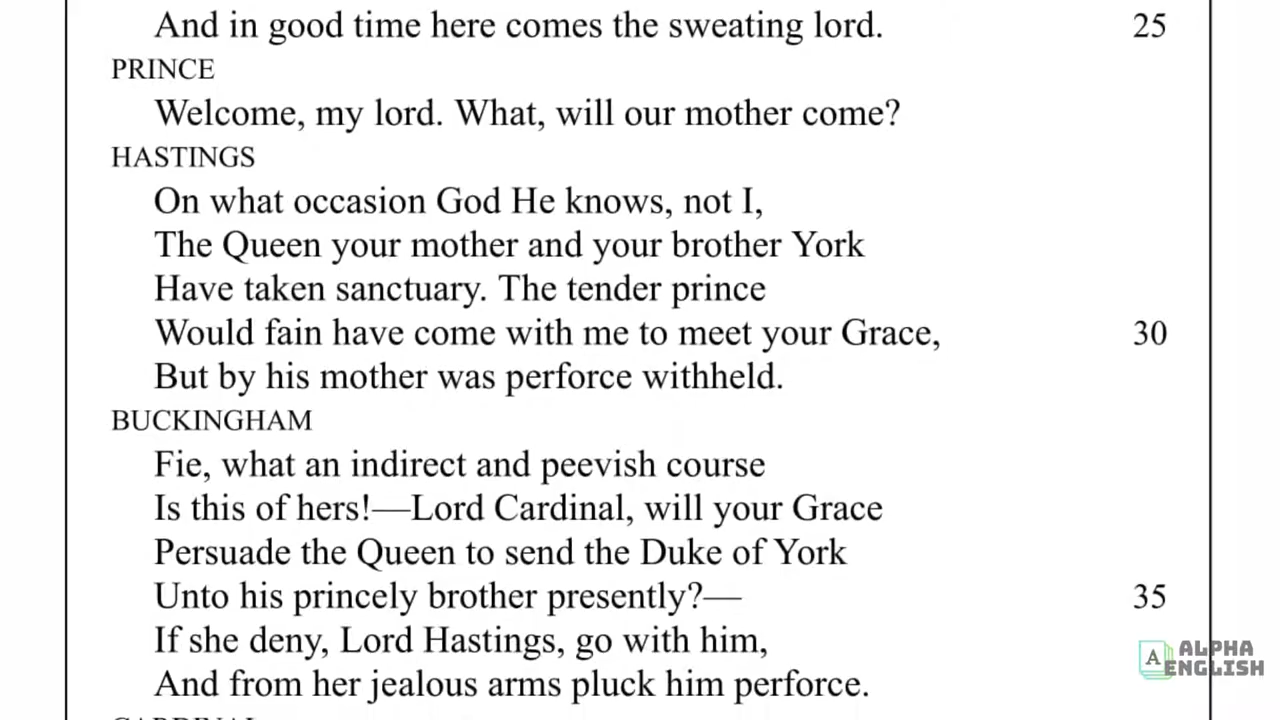 And in good time here comes the sweating lord. 25
PRINCE
Welcome, my lord. What, will our mother come?
HASTINGS
On what occasion God He knows, not I,
The Queen your mother and your brother York
Have taken sanctuary. The tender prince
Would fain have come with me to meet your Grace, 30
But by his mother was perforce withheld.
BUCKINGHAM
Fie, what an indirect and peevish course
Is this of hers!—Lord Cardinal, will your Grace
Persuade the Queen to send the Duke of York
Unto his princely brother presently?— 35
If she deny, Lord Hastings, go with him,
And from her jealous arms pluck him perforce.
CARDINAL
A ALPHA
ENGLISH